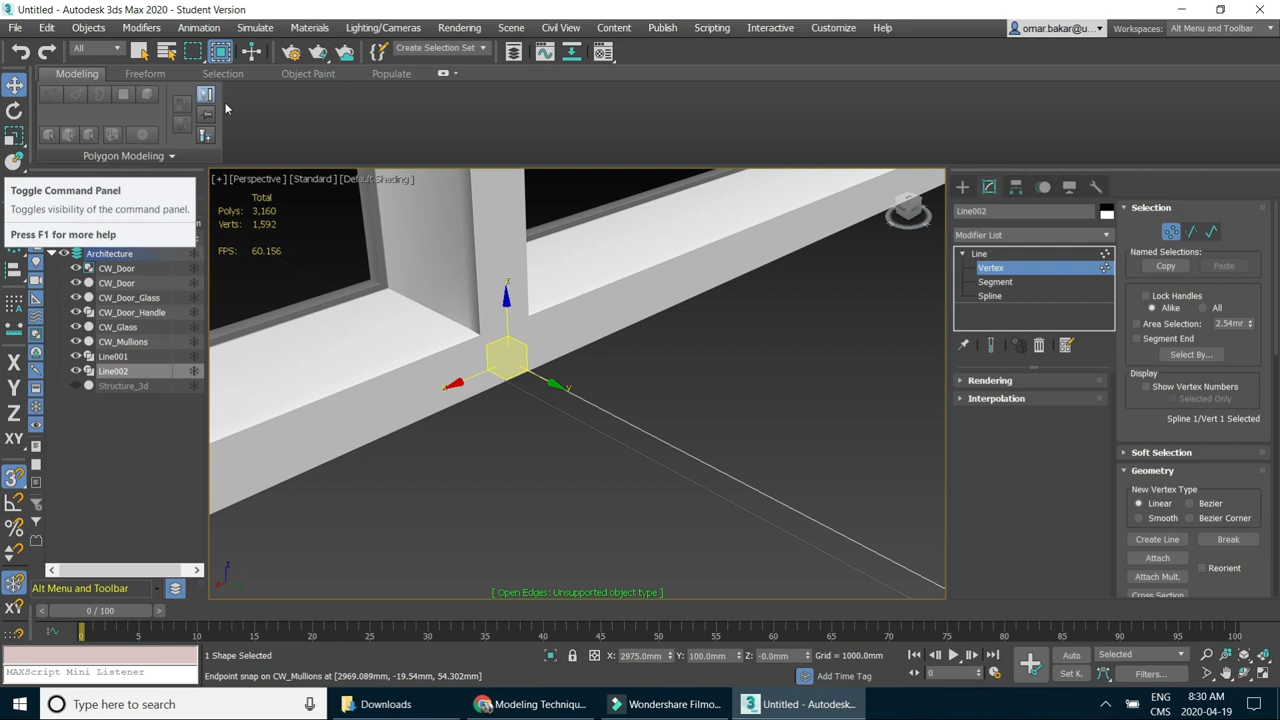 Untitled - Autodesk 3ds Max 2020 - Student Version
File Edit Objects Modifiers Animation Simulate Materials Lighting/Cameras Rendering Scene Civil View Content Publish Scripting Interactive Customize Help
omar.bakar@u... Workspaces: Alt Menu and Toolbar
All Create Selection Set
Modeling Freeform Selection Object Paint Populate
Polygon Modeling
Toggle Command Panel
Toggles visibility of the command panel.
Press F1 for more help
Architecture
CW_Door
CW_Door
CW_Door_Glass
CW_Door_Handle
CW_Glass
CW_Mullions
Line001
Line002
Structure_3d
X
Y
Z
XY
Alt Menu and Toolbar
[+] [Perspective] [Standard] [Default Shading]
Total
Polys: 3,160
Verts: 1,592
FPS: 60.156
z
y
[ Open Edges: Unsupported object type ]
Line002
Modifier List
Line
Vertex
Segment
Spline
Rendering
Interpolation
Selection
Named Selections:
Copy Paste
Lock Handles
Alike All
Area Selection: 2.54mr
Segment End
Select By...
Display
Show Vertex Numbers
Selected Only
Spline 1/Vert 1 Selected
Soft Selection
Geometry
New Vertex Type
Linear Bezier
Smooth Bezier Corner
Create Line Break
Attach
Reorient
Attach Mult.
Cross Section
0 / 100
0 5 10 15 20 25 30 35 40 45 50 55 60 65 70 75 80 85 90 95 100
MAXScript Mini Listener
1 Shape Selected
X: 2975.0mm Y: 100.0mm Z: -0.0mm Grid = 1000.0mm
Endpoint snap on CW_Mullions at [2969.089mm, -19.54mm, 54.302mm]
Add Time Tag
0
Auto Selected
Set K. Filters...
Type here to search
Downloads
Modeling Techniqu...
Wondershare Filmo...
Untitled - Autodesk...
ENG 8:30 AM
CMS 2020-04-19